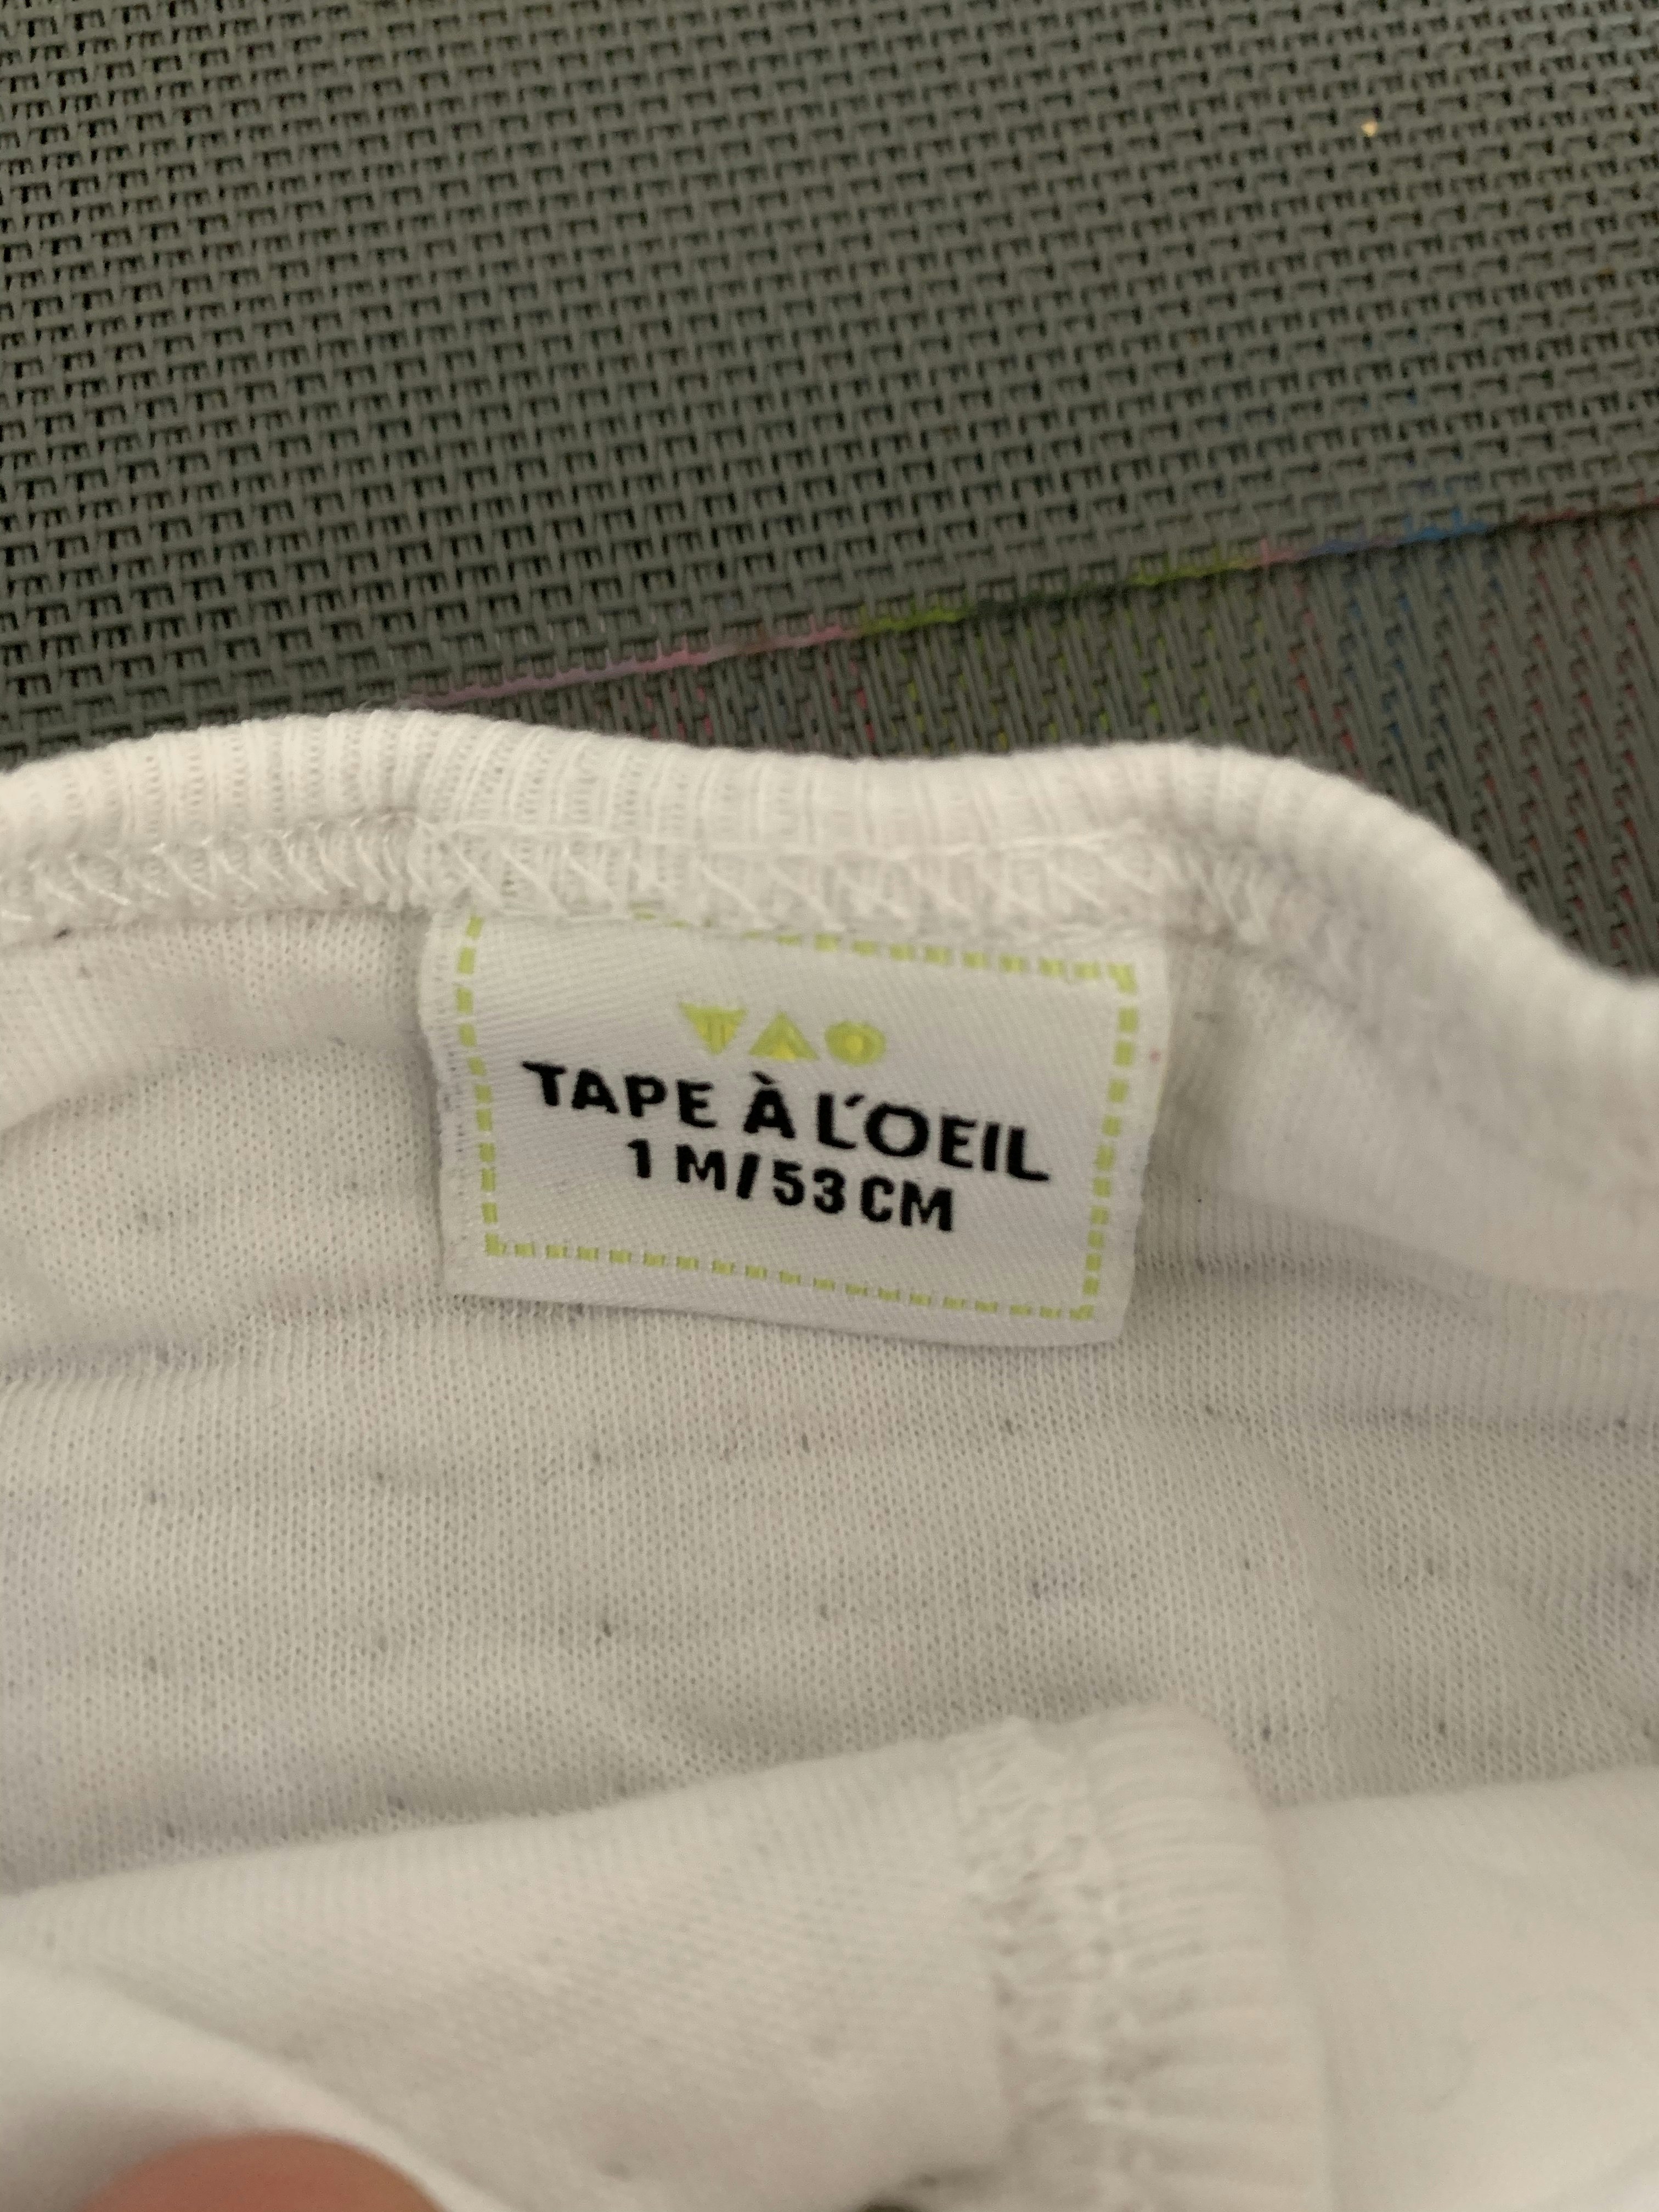 TAO
TAPE À L'OEIL
1 M/53 CM